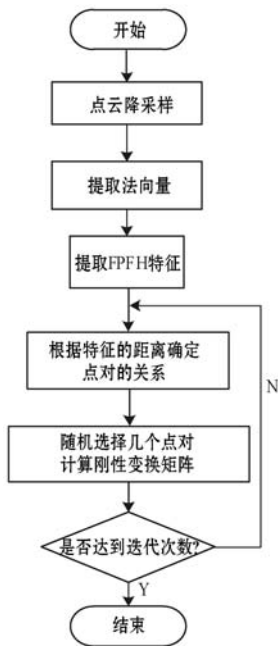 开始
点云降采样
提取法向量
提取FPFH特征
根据特征的距离确定
点对的关系
N
随机选择几个点对
计算刚性变换矩阵
是否达到迭代次数?
Y
结束